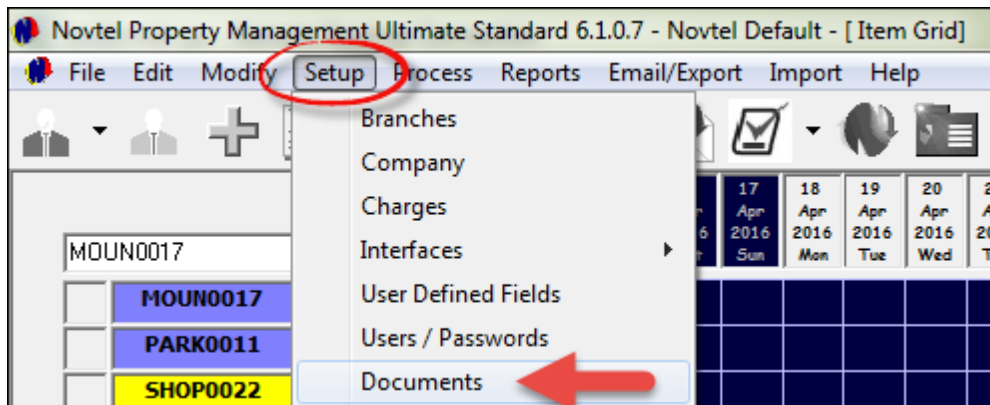 Novtel Property Management Ultimate Standard 6.1.0.7 - Novtel Default - [ Item Grid]
File Edit Modify Setup Process Reports Email/Export Import Help
Branches
Company
Charges
Interfaces
User Defined Fields
Users / Passwords
Documents
17 18 19 20
Apr Apr Apr Apr
2016 2016 2016 2016
Sun Mon Tue Wed
MOUN0017
MOUN0017
PARK0011
SHOP0022